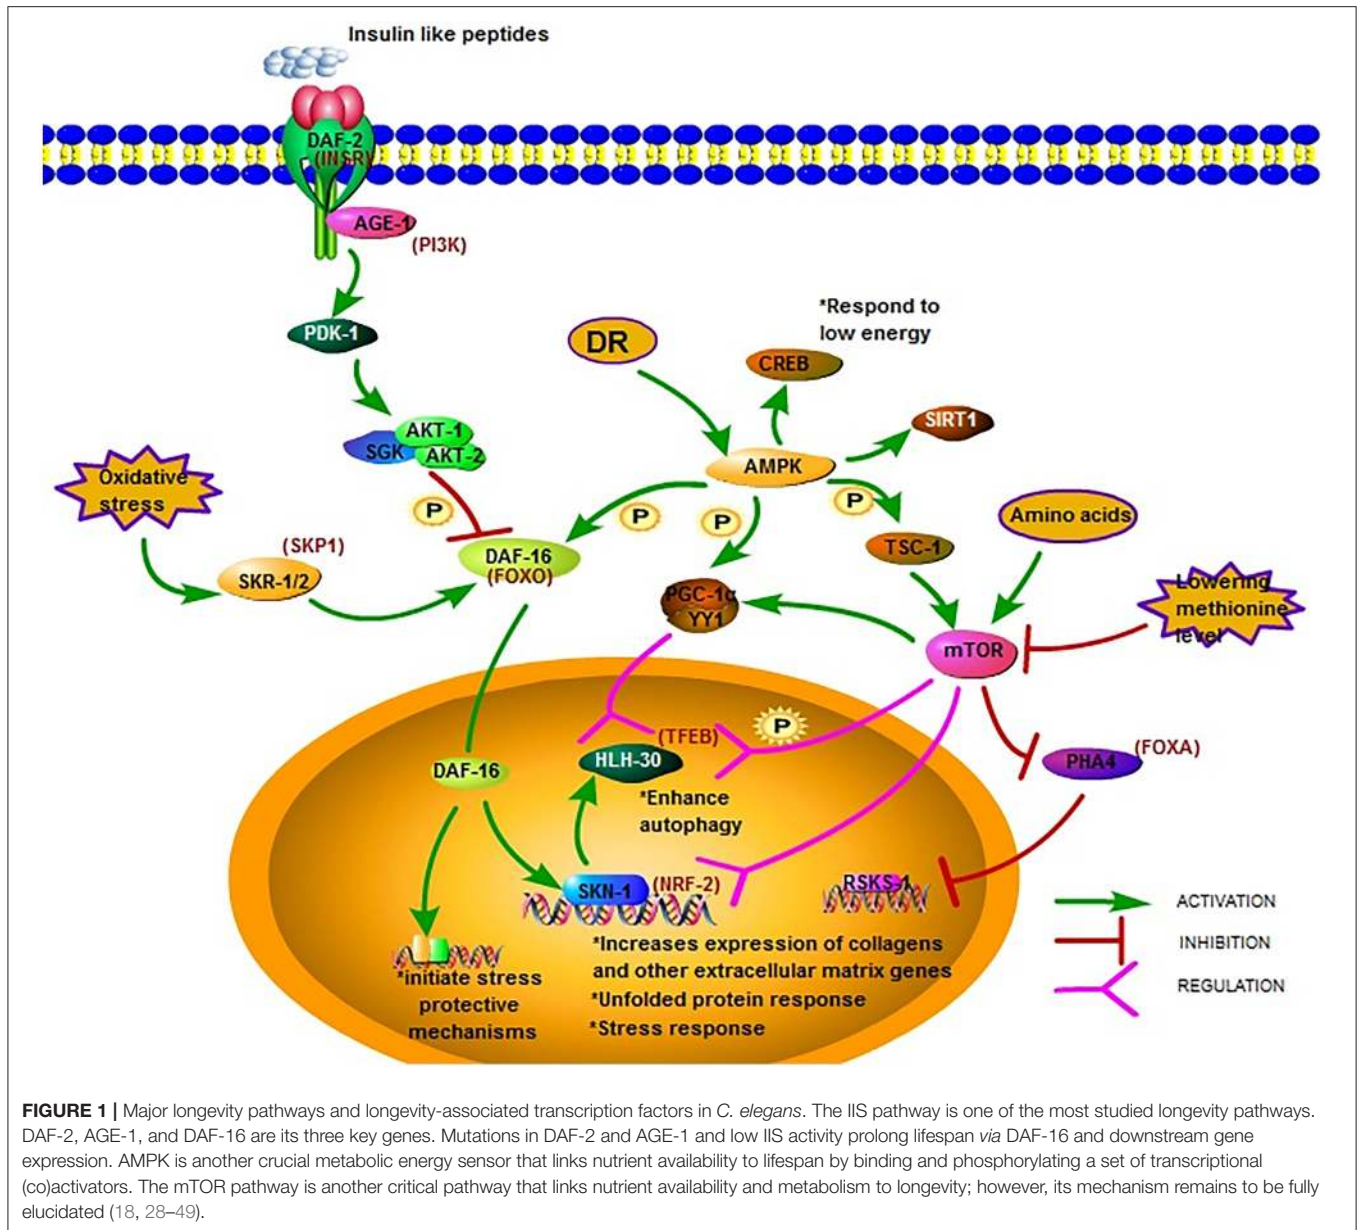 Insulin like peptides
DAF-2
(INSR)
AGE-1
(PI3K)
PDK-1
*Respond to
low energy
DR
CREB
SIRT1
AKT-1
SGK
AKT-2
AMPK
Oxidative
stress
P
P
P
P
Amino acids
(SKP1)
SKR-1/2
DAF-16
(FOXO)
TSC-1
PGC-1α
YY1
Lowering
methionine
level
mTOR
P
(TFEB)
HLH-30
*Enhance
autophagy
DAF-16
PHA4
(FOXA)
SKN-1
(NRF-2)
RSKS-1
*Increases expression of collagens
and other extracellular matrix genes
*Unfolded protein response
*Stress response
*initiate stress
protective
mechanisms
ACTIVATION
INHIBITION
REGULATION
FIGURE 1 | Major longevity pathways and longevity-associated transcription factors in C. elegans. The IIS pathway is one of the most studied longevity pathways.
DAF-2, AGE-1, and DAF-16 are its three key genes. Mutations in DAF-2 and AGE-1 and low IIS activity prolong lifespan via DAF-16 and downstream gene
expression. AMPK is another crucial metabolic energy sensor that links nutrient availability to lifespan by binding and phosphorylating a set of transcriptional
(co)activators. The mTOR pathway is another critical pathway that links nutrient availability and metabolism to longevity; however, its mechanism remains to be fully
elucidated (18, 28–49).